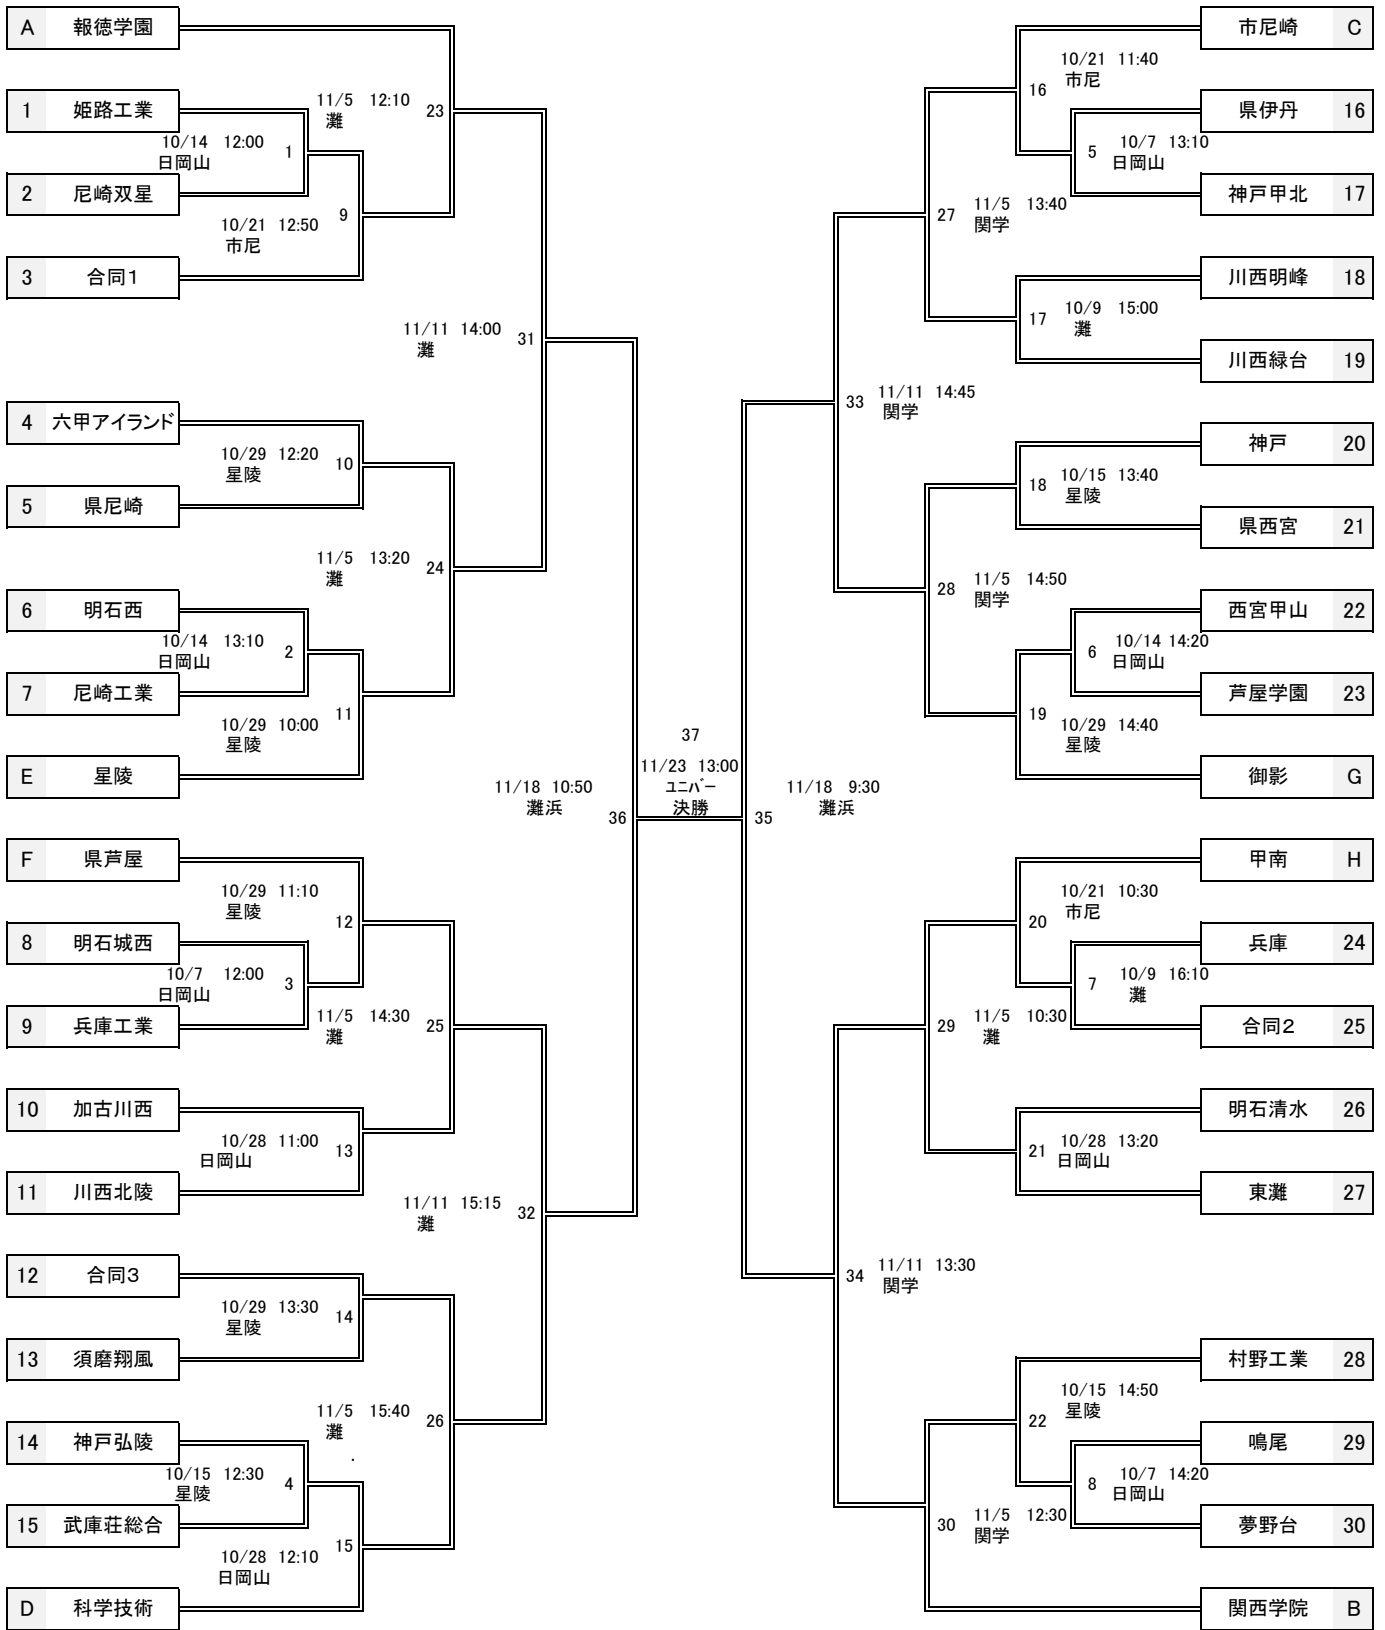 A 報徳学園
11/5 12:10 23
灘
1 姫路工業
10/14 12:00 1
日岡山
2 尼崎双星
10/21 12:50 9
市尼
3 合同1
11/11 14:00 31
灘
4 六甲アイランド
10/29 12:20 10
星陵
5 県尼崎
11/5 13:20 24
灘
6 明石西
10/14 13:10 2
日岡山
7 尼崎工業
10/29 10:00 11
星陵
E 星陵
11/18 10:50 36
灘浜
F 県芦屋
10/29 11:10 12
星陵
8 明石城西
10/7 12:00 3
日岡山
9 兵庫工業
11/5 14:30 25
灘
10 加古川西
10/28 11:00 13
日岡山
11 川西北陵
11/11 15:15 32
灘
12 合同3
10/29 13:30 14
星陵
13 須磨翔風
11/5 15:40 26
灘
.
14 神戸弘陵
10/15 12:30 4
星陵
15 武庫荘総合
10/28 12:10 15
日岡山
D 科学技術
37
11/23 13:00
ユニバー
決勝
市尼崎 C
16 10/21 11:40
市尼
県伊丹 16
5 10/7 13:10
日岡山
神戸甲北 17
27 11/5 13:40
関学
川西明峰 18
17 10/9 15:00
灘
川西緑台 19
33 11/11 14:45
関学
神戸 20
18 10/15 13:40
星陵
県西宮 21
28 11/5 14:50
関学
西宮甲山 22
6 10/14 14:20
日岡山
芦屋学園 23
19 10/29 14:40
星陵
御影 G
35 11/18 9:30
灘浜
甲南 H
20 10/21 10:30
市尼
兵庫 24
7 10/9 16:10
灘
合同2 25
29 11/5 10:30
灘
明石清水 26
21 10/28 13:20
日岡山
東灘 27
34 11/11 13:30
関学
村野工業 28
22 10/15 14:50
星陵
鳴尾 29
8 10/7 14:20
日岡山
夢野台 30
30 11/5 12:30
関学
関西学院 B